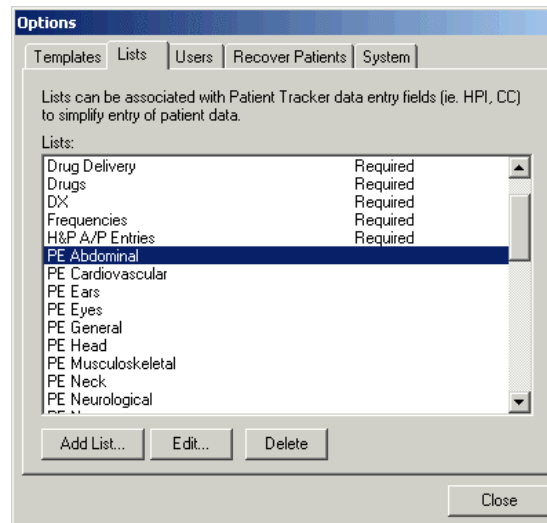 Options
Templates Lists Users Recover Patients System
Lists can be associated with Patient Tracker data entry fields (ie. HPI, CC)
to simplify entry of patient data.
Lists:
Drug Delivery Required
Drugs Required
DX Required
Frequencies Required
H&P A/P Entries Required
PE Abdominal
PE Cardiovascular
PE Ears
PE Eyes
PE General
PE Head
PE Musculoskeletal
PE Neck
PE Neurological
Add List... Edit... Delete
Close